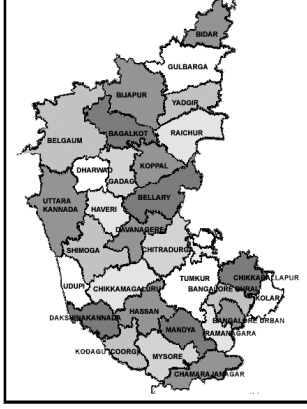 BIDAR
GULBARGA
BIJAPUR
YADGIR
BAGALKOT
RAICHUR
BELGAUM
KOPPAL
DHARWAD
GADAG
BELLARY
UTTARA
KANNADA
HAVERI
DAVANAGERE
SHIMOGA
CHITRADURGA
UDUPI
CHIKKAMAGALURU
TUMKUR
CHIKKABALLAPUR
BANGALORE RURAL
KOLAR
HASSAN
DAKSHINAKANNADA
BANGALORE URBAN
MANDYA
RAMANAGARA
KODAGU (COORG)
MYSORE
CHAMARAJANAGAR